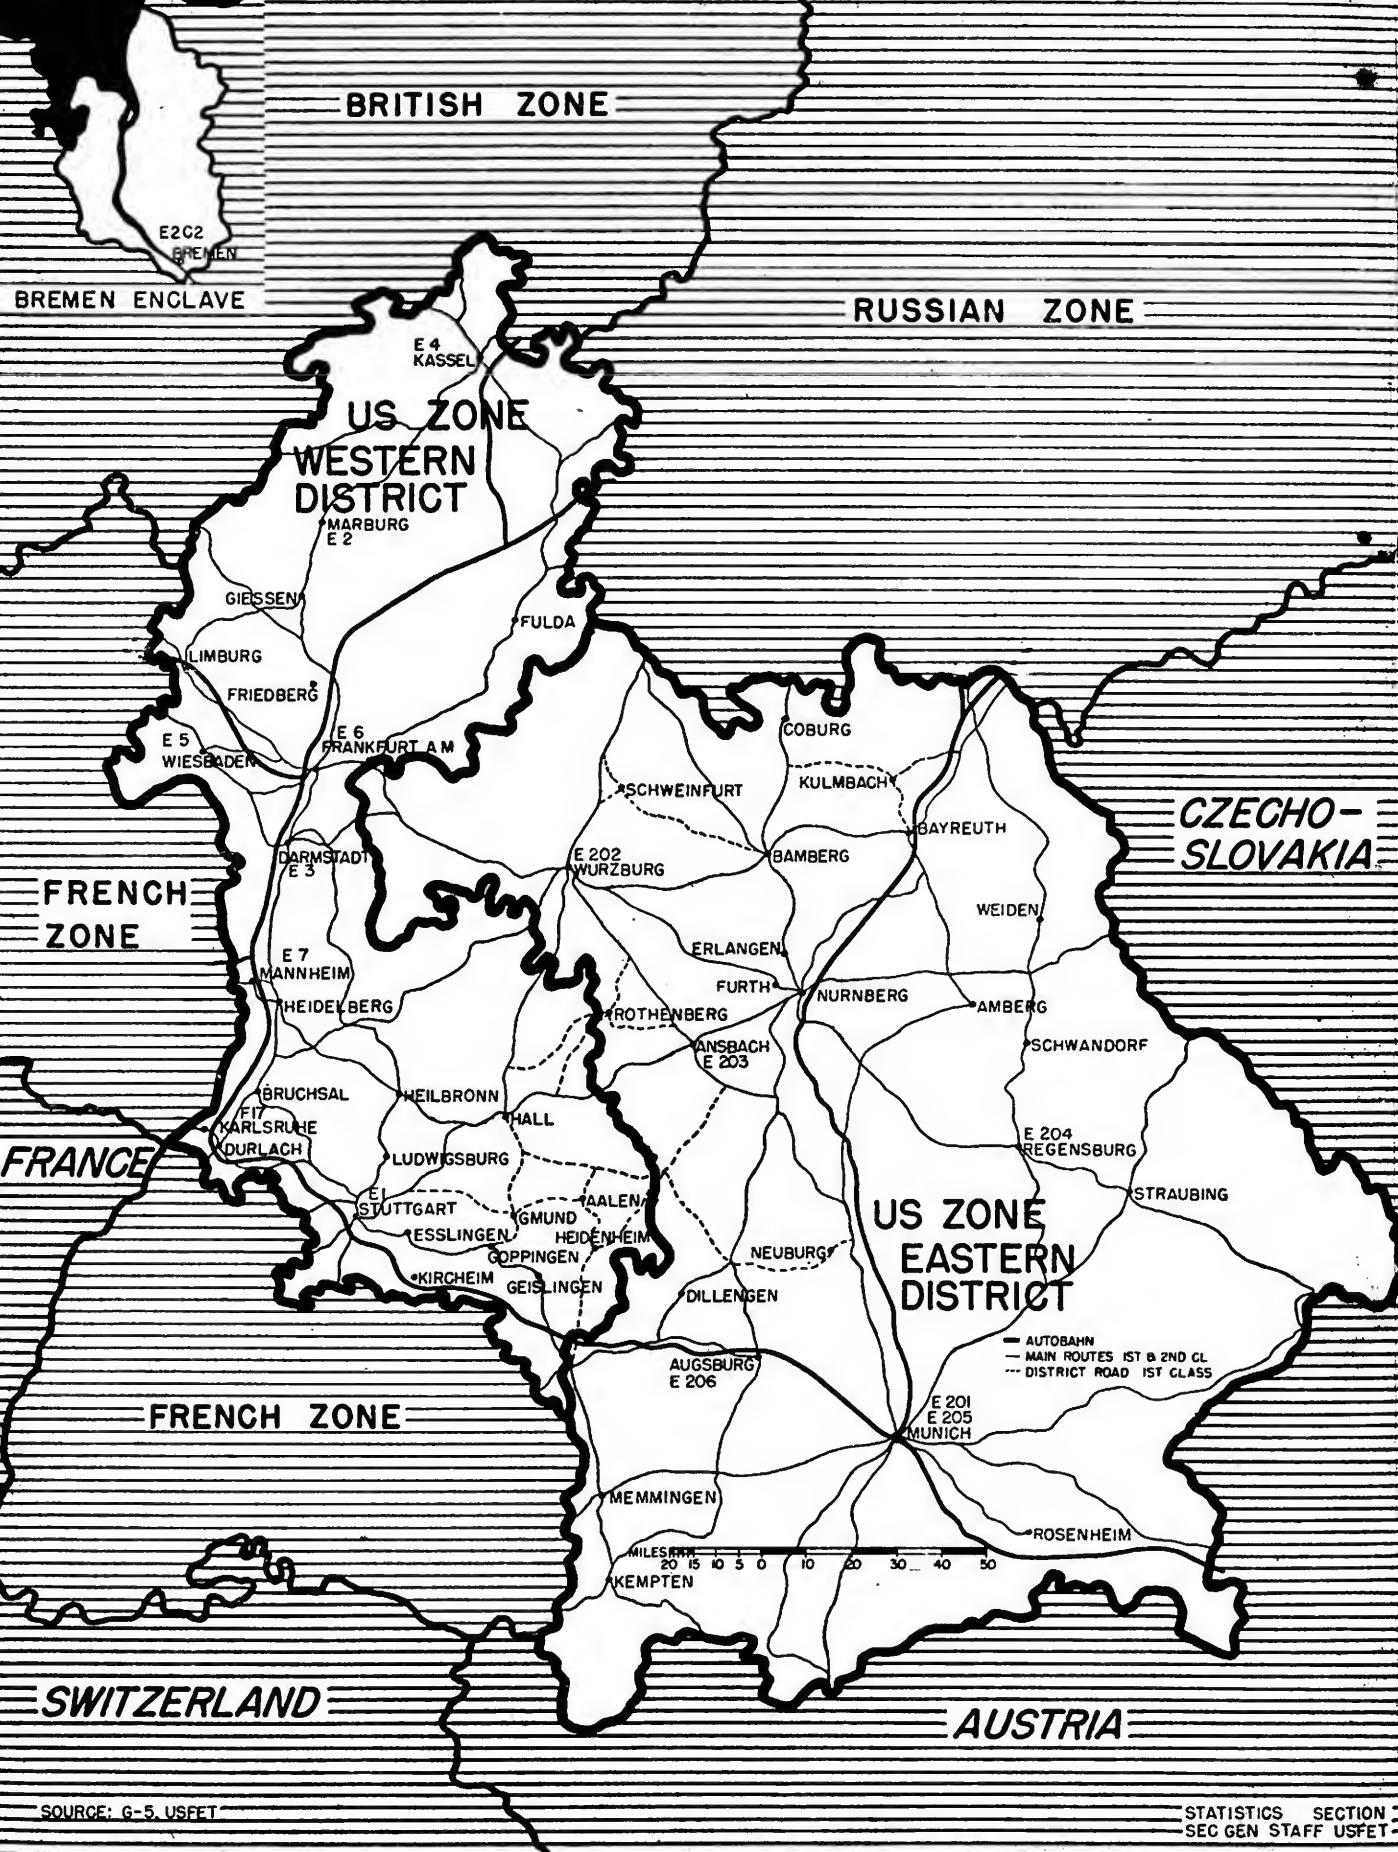 BRITISH ZONE
E2C2
BREMEN
BREMEN ENCLAVE
RUSSIAN ZONE
E 4
KASSEL
US ZONE
WESTERN
DISTRICT
MARBURG
E 2
GIESSEN
FULDA
LIMBURG
FRIEDBERG
COBURG
E 5
WIESBADEN
E 6
FRANKFURT A M
SCHWEINFURT
KULMBACH
CZECHO-
SLOVAKIA
BAYREUTH
DARMSTADT
E 3
E 202
WURZBURG
BAMBERG
FRENCH
ZONE
WEIDEN
ERLANGEN
E 7
MANNHEIM
FURTH
NURNBERG
HEIDELBERG
AMBERG
ROTHENBERG
ANSBACH
E 203
SCHWANDORF
BRUCHSAL
HEILBRONN
F17
KARLSRUHE
HALL
DURLACH
E 204
REGENSBURG
FRANCE
LUDWIGSBURG
STRAUBING
E1
STUTTGART
AALEN
GMUND
US ZONE
EASTERN
DISTRICT
ESSLINGEN
HEIDENHEIM
GOPPINGEN
NEUBURG
KIRCHEIM
GEISLINGEN
DILLENGEN
AUTOBAHN
MAIN ROUTES 1ST & 2ND CL
DISTRICT ROAD 1ST CLASS
AUGSBURG
E 206
FRENCH ZONE
E 201
E 205
MUNICH
MEMMINGEN
ROSENHEIM
MILES
20 15 10 5 0 10 20 30 40 50
KEMPTEN
SWITZERLAND
AUSTRIA
SOURCE: G-5, USFET
STATISTICS SECTION
SEC GEN STAFF USFET